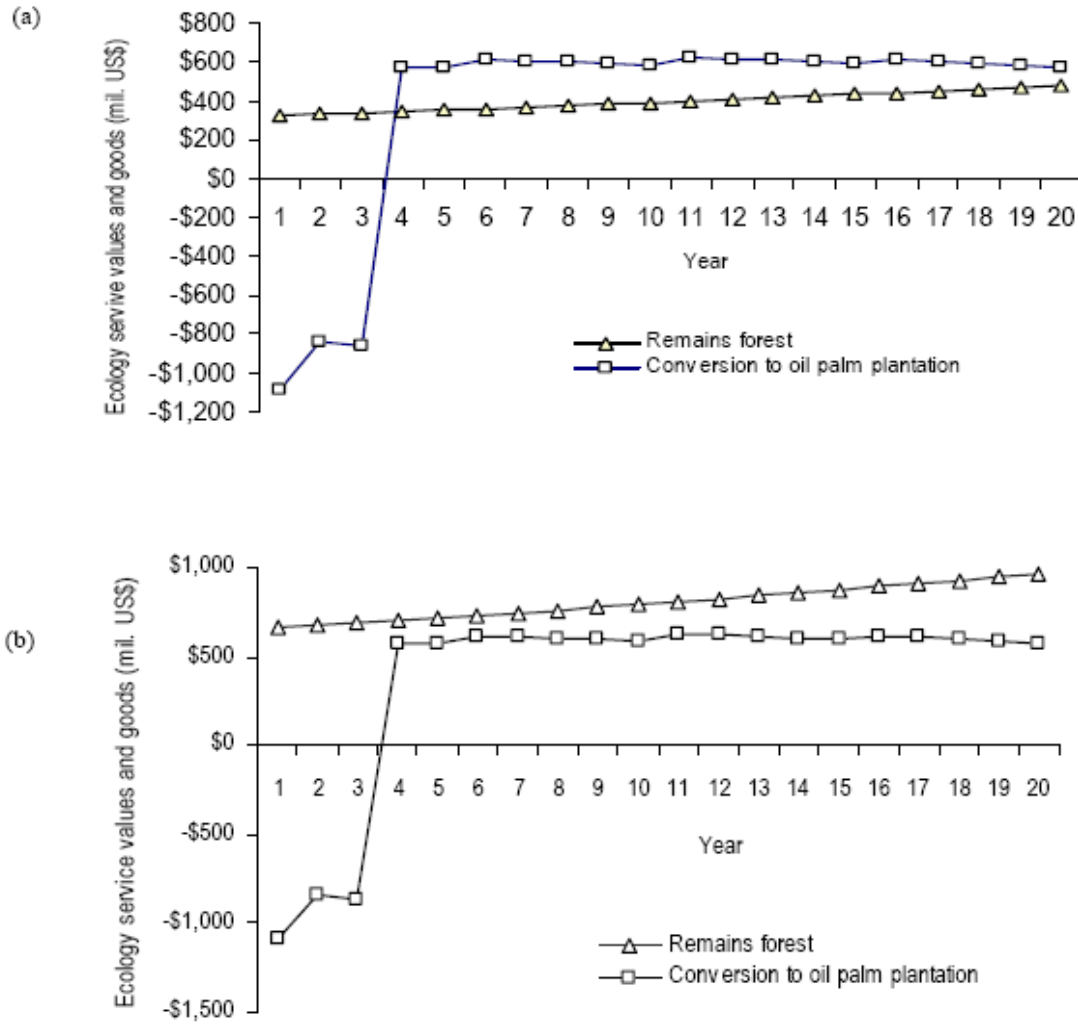 (a)
Ecology servive values and goods (mil. US$)
$800
$600
$400
$200
$0
-$200
-$400
-$600
-$800
-$1,000
-$1,200
1 2 3 4 5 6 7 8 9 10 11 12 13 14 15 16 17 18 19 20
Year
Remains forest
Conversion to oil palm plantation
(b)
Ecology service values and goods (mil. US$)
$1,000
$500
$0
-$500
-$1,000
-$1,500
1 2 3 4 5 6 7 8 9 10 11 12 13 14 15 16 17 18 19 20
Year
Remains forest
Conversion to oil palm plantation